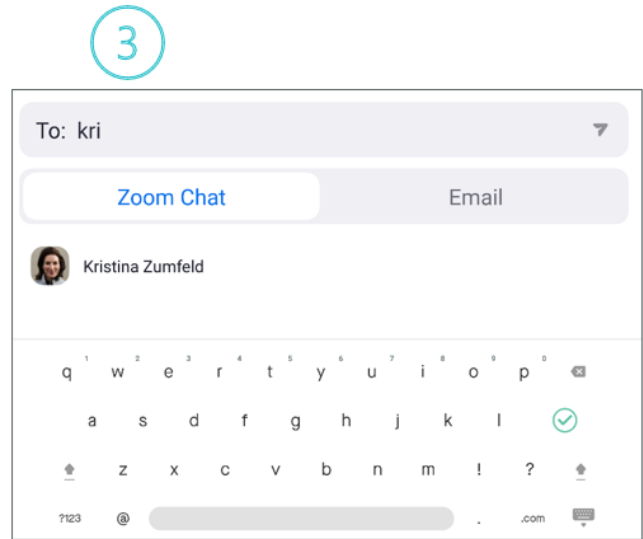 3
To: kri
Zoom Chat Email
Kristina Zumfeld
q 1 w 2 e 3 r 4 t 5 y 6 u 7 i 8 o 9 p 0
a s d f g h j k l
z x c v b n m ! ?
?123 @ . .com